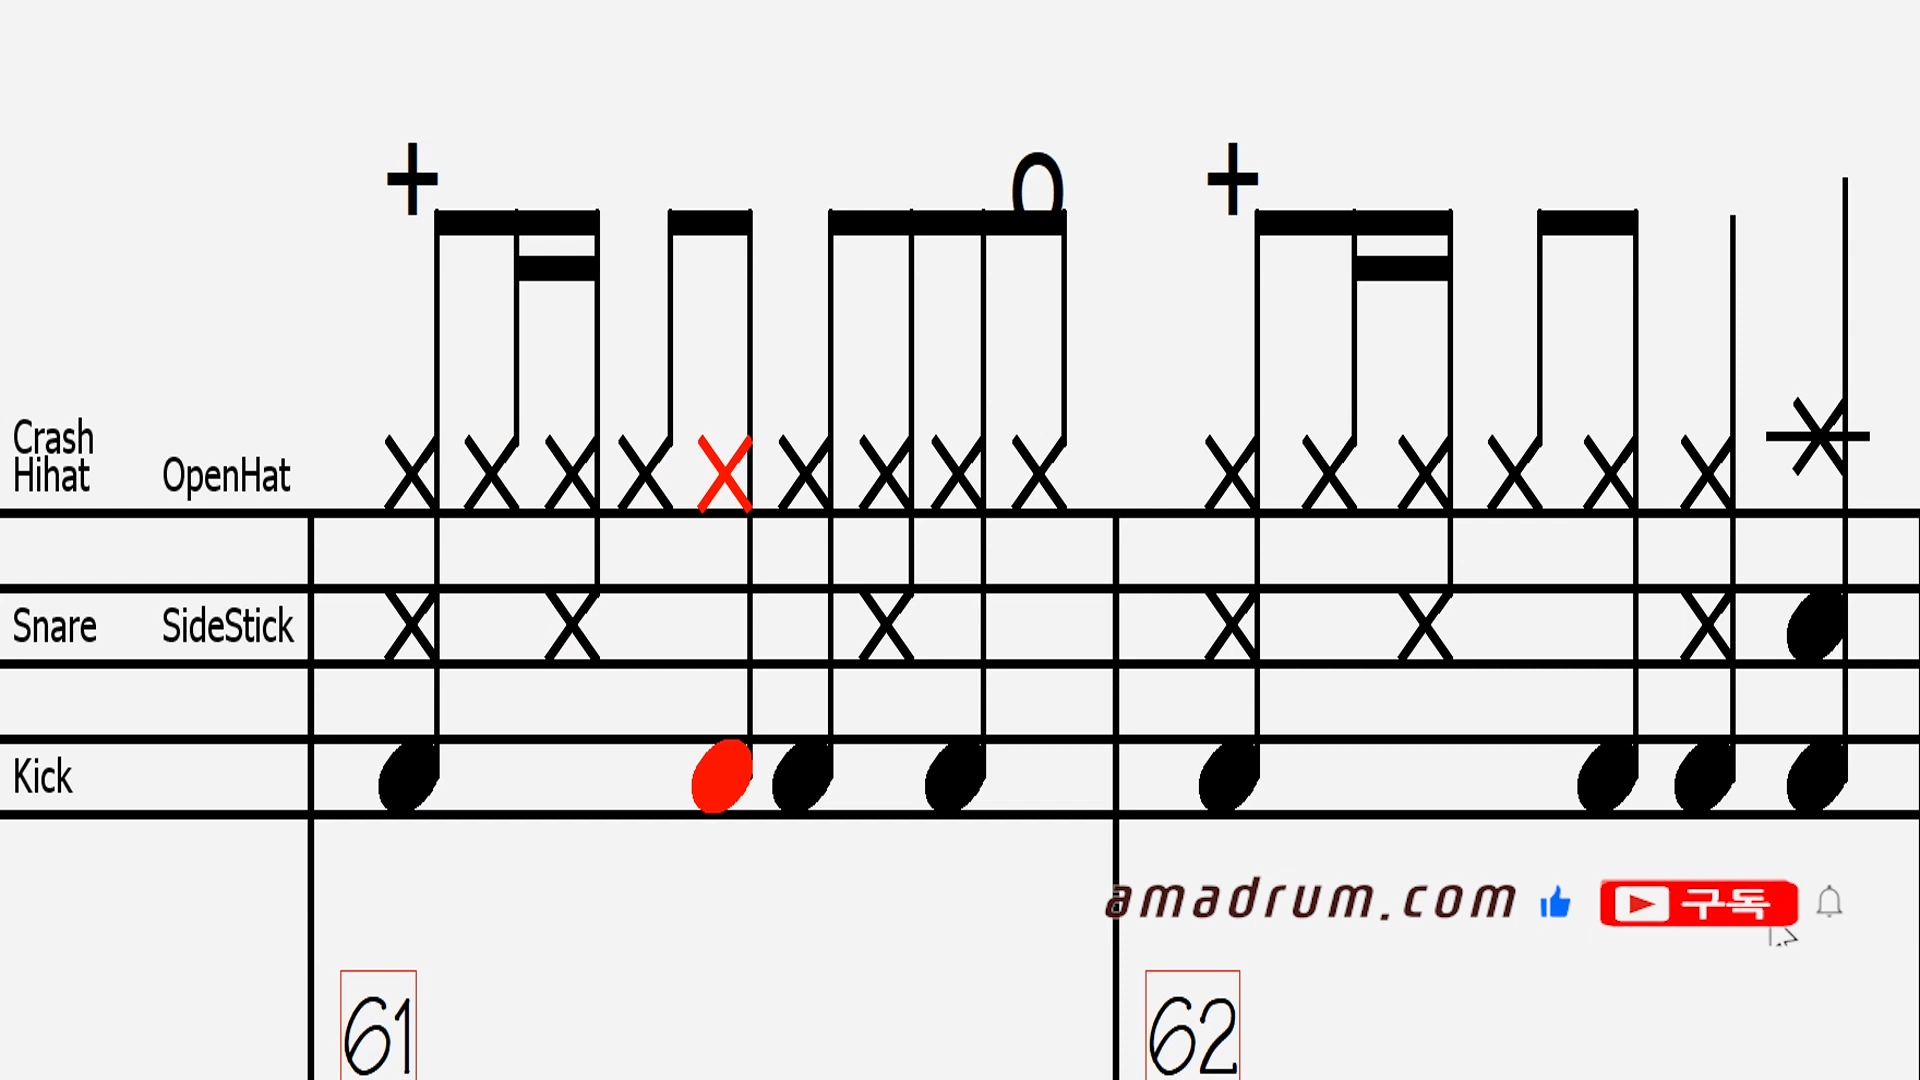 Crash
Hihat OpenHat
Snare SideStick
Kick
amadrum.com 구독
61 62